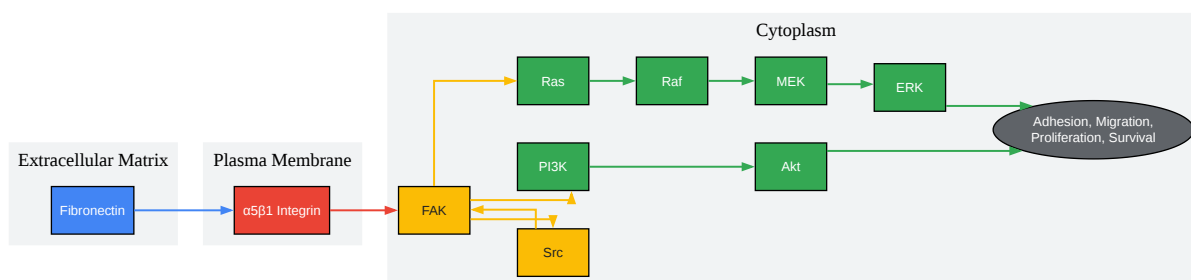 Cytoplasm
Ras
Raf
MEK
ERK
Adhesion, Migration,
Proliferation, Survival
Extracellular Matrix
Plasma Membrane
PI3K
Akt
Fibronectin
α5β1 Integrin
FAK
Src